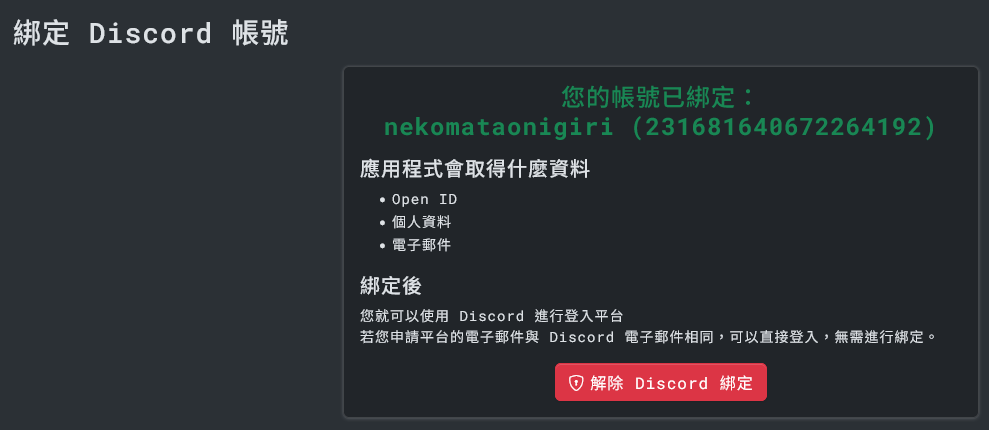 綁定 Discord 帳號
您的帳號已綁定：
nekomataonigiri (231681640672264192)
應用程式會取得什麼資料
• Open ID
• 個人資料
• 電子郵件
綁定後
您就可以使用 Discord 進行登入平台
若您申請平台的電子郵件與 Discord 電子郵件相同，可以直接登入，無需進行綁定。
解除 Discord 綁定